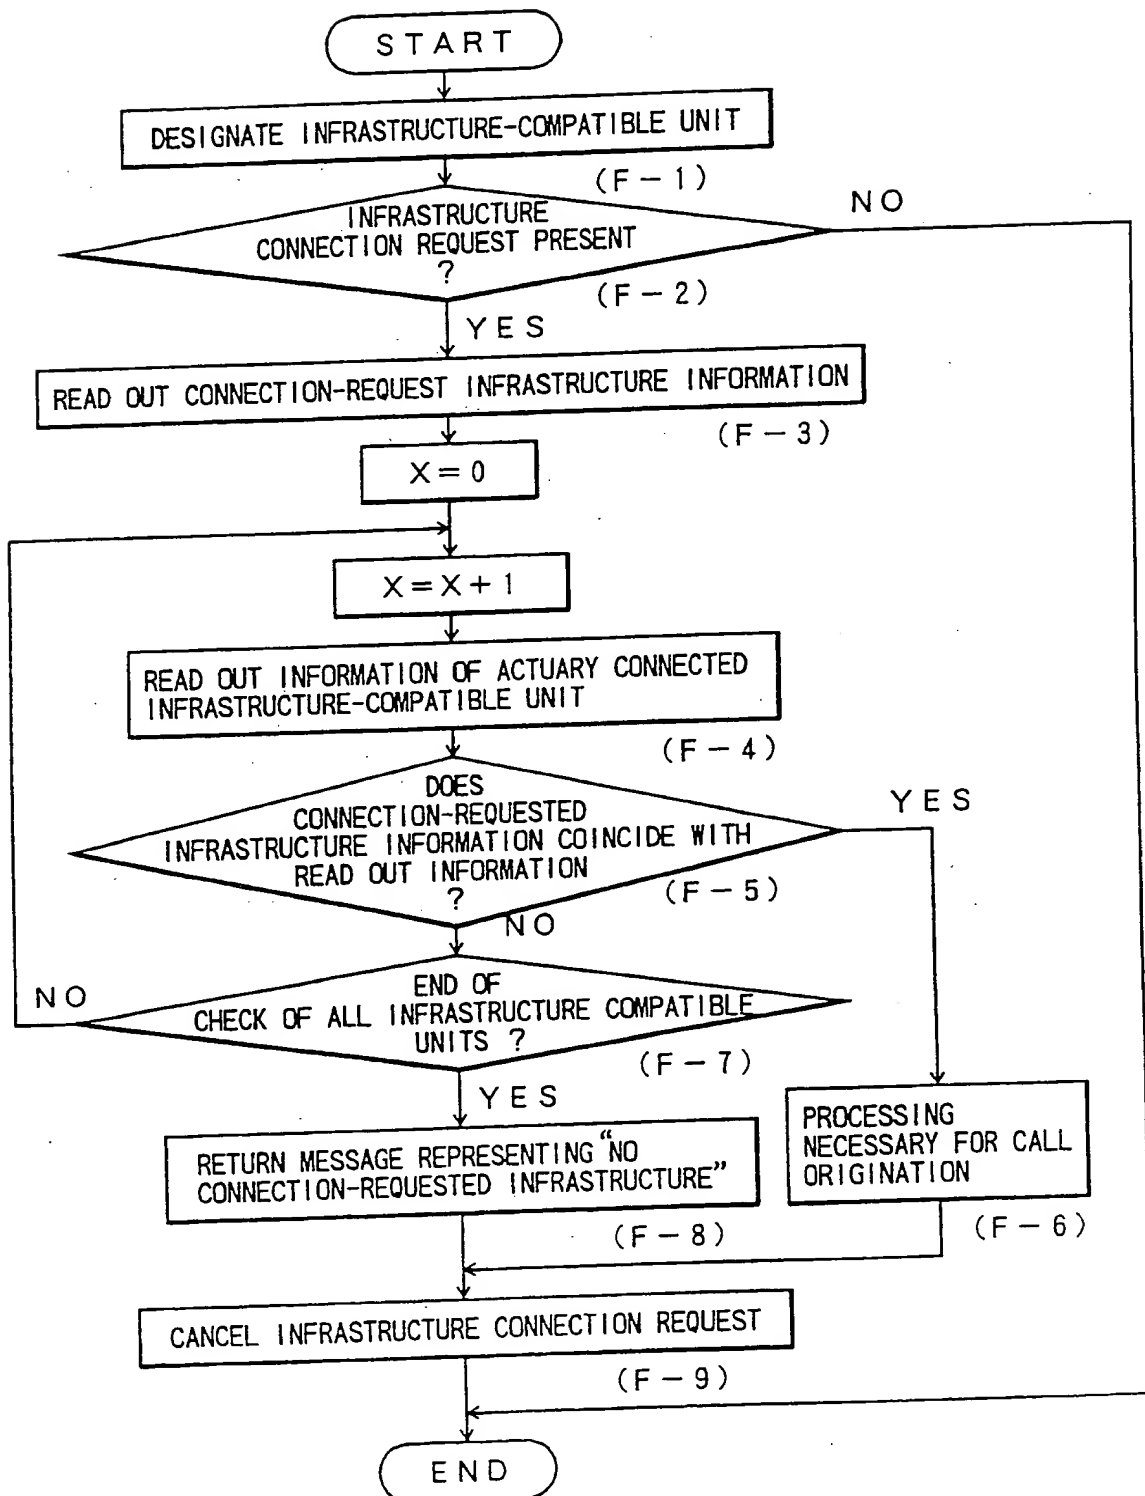 START
DESIGNATE INFRASTRUCTURE-COMPATIBLE UNIT
(F-1)
INFRASTRUCTURE
CONNECTION REQUEST PRESENT
?
NO
(F-2)
YES
READ OUT CONNECTION-REQUEST INFRASTRUCTURE INFORMATION
(F-3)
X=0
X=X+1
READ OUT INFORMATION OF ACTUARY CONNECTED
INFRASTRUCTURE-COMPATIBLE UNIT
(F-4)
DOES
CONNECTION-REQUESTED
INFRASTRUCTURE INFORMATION COINCIDE WITH
READ OUT INFORMATION
?
YES
(F-5)
NO
END OF
CHECK OF ALL INFRASTRUCTURE COMPATIBLE
UNITS ?
NO
(F-7)
YES
PROCESSING
NECESSARY FOR CALL
ORIGINATION
(F-6)
RETURN MESSAGE REPRESENTING "NO
CONNECTION-REQUESTED INFRASTRUCTURE"
(F-8)
CANCEL INFRASTRUCTURE CONNECTION REQUEST
(F-9)
END